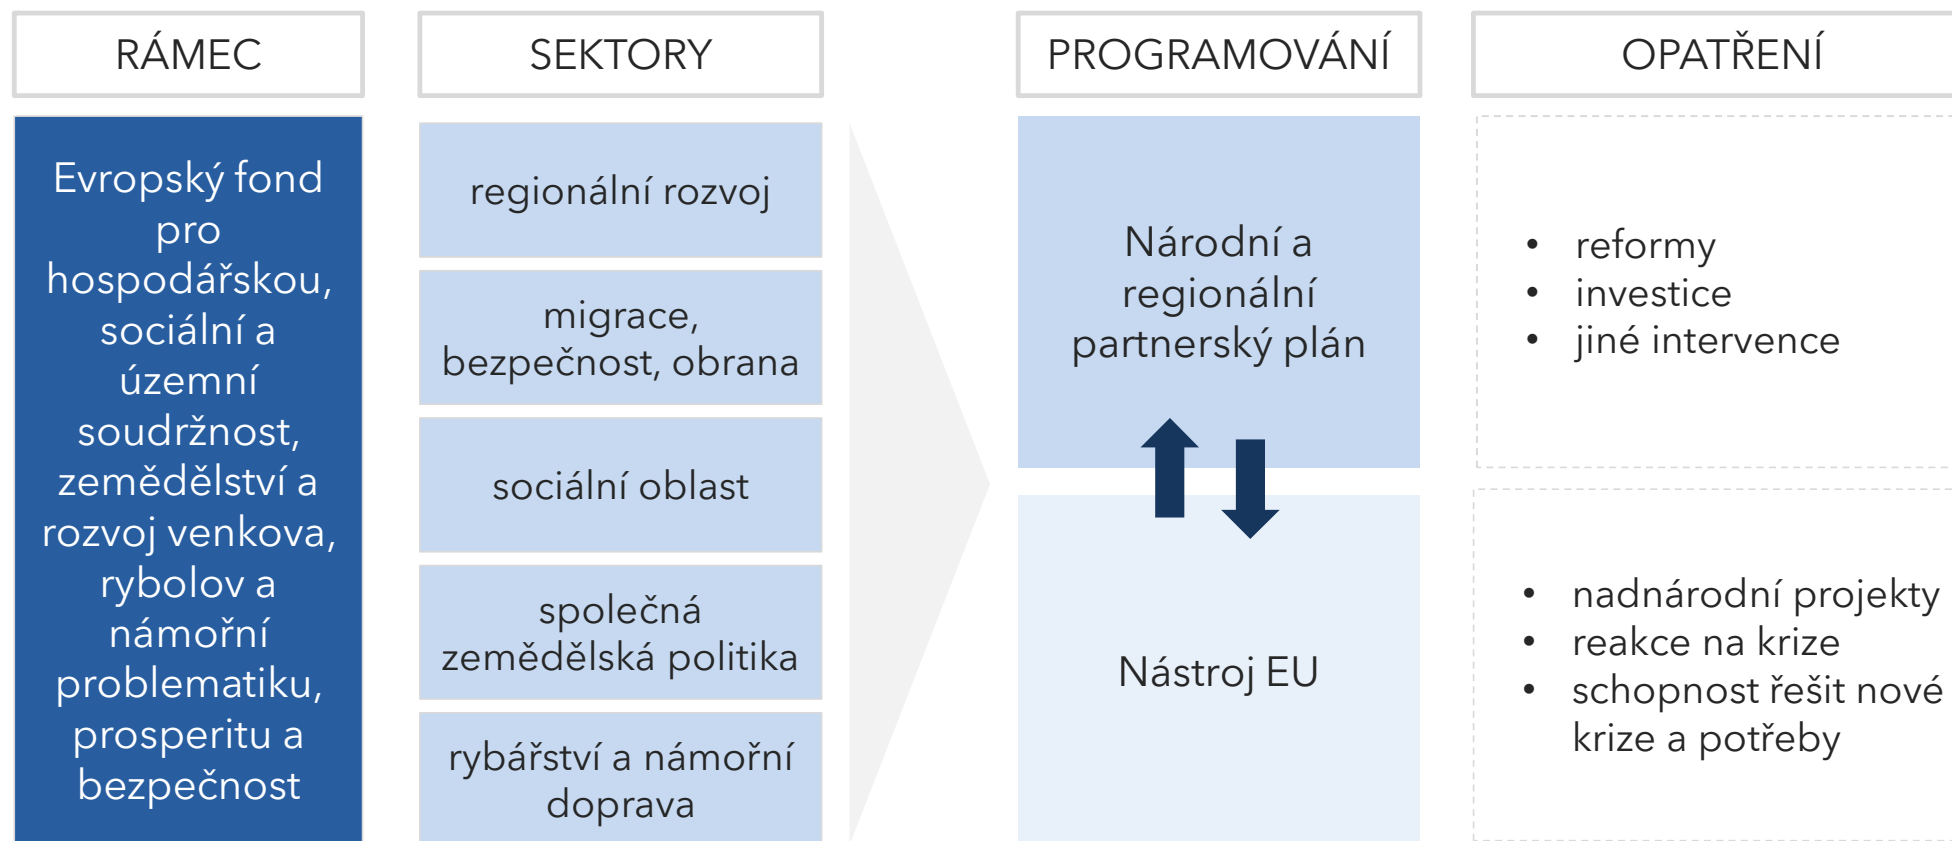 RÁMEC
Evropský fond
pro
hospodářskou,
sociální a
územní
soudržnost,
zemědělství a
rozvoj venkova,
rybolov a
námořní
problematiku,
prosperitu a
bezpečnost
SEKTORY
regionální rozvoj
migrace,
bezpečnost, obrana
sociální oblast
společná
zemědělská politika
rybářství a námořní
doprava
PROGRAMOVÁNÍ
Národní a
regionální
partnerský plán
Nástroj EU
OPATŘENÍ
• reformy
• investice
• jiné intervence
• nadnárodní projekty
• reakce na krize
• schopnost řešit nové
krize a potřeby